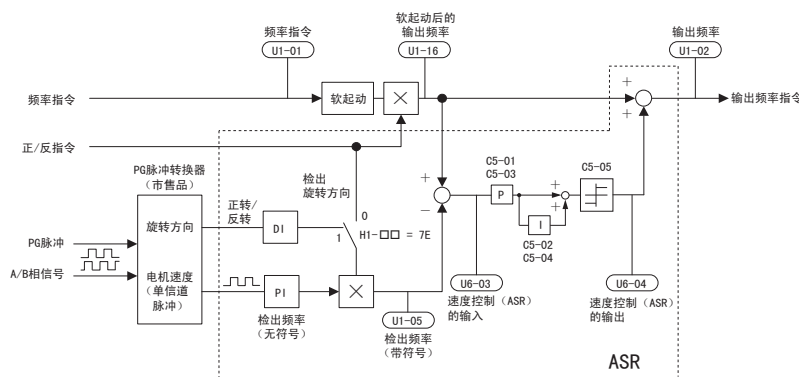 频率指令
U1-01
软起动后的
输出频率
U1-16
输出频率
U1-02
频率指令
软起动
×
+
+
输出频率指令
正/反指令
PG脉冲转换器
(市售品)
检出
旋转方向
C5-01
C5-03
C5-05
+
−
P
+
+
旋转方向
正转/
反转
DI
0
1
H1-□□ = 7E
I
C5-02
C5-04
PG脉冲
A/B相信号
电机速度
(单信道
脉冲)
PI
×
U6-03
U6-04
检出频率
(无符号)
U1-05
检出频率
(带符号)
速度控制(ASR)
的输入
速度控制(ASR)
的输出
ASR